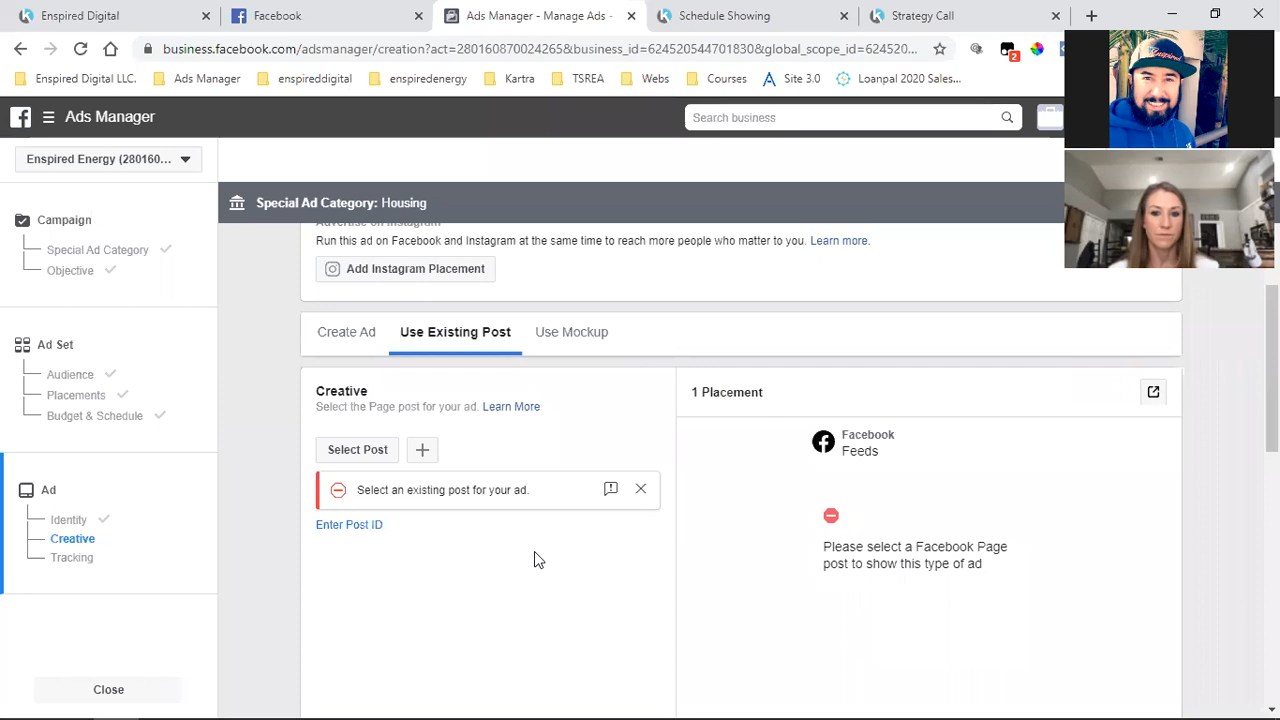 Enspired Digital
Facebook
Ads Manager - Manage Ads -
Schedule Showing
Strategy Call
business.facebook.com/adsmanager/creation?act=280160870024265&business_id=624520544701830&global_scope_id=62452...
2
Enspired Digital LLC.
Ads Manager
enspireddigital
enspiredenergy
Kartra
TSREA
Webs
Courses
Site 3.0
Loanpal 2020 Sales...
Ads Manager
Search business
Enspired Energy (280160...
Special Ad Category: Housing
Campaign
Special Ad Category
Objective
Advertise on Instagram
Run this ad on Facebook and Instagram at the same time to reach more people who matter to you. Learn more.
Add Instagram Placement
Ad Set
Audience
Placements
Budget & Schedule
Create Ad
Use Existing Post
Use Mockup
Creative
Select the Page post for your ad. Learn More
1 Placement
Select Post
Facebook
Feeds
Select an existing post for your ad.
Enter Post ID
Please select a Facebook Page
post to show this type of ad
Ad
Identity
Creative
Tracking
Close